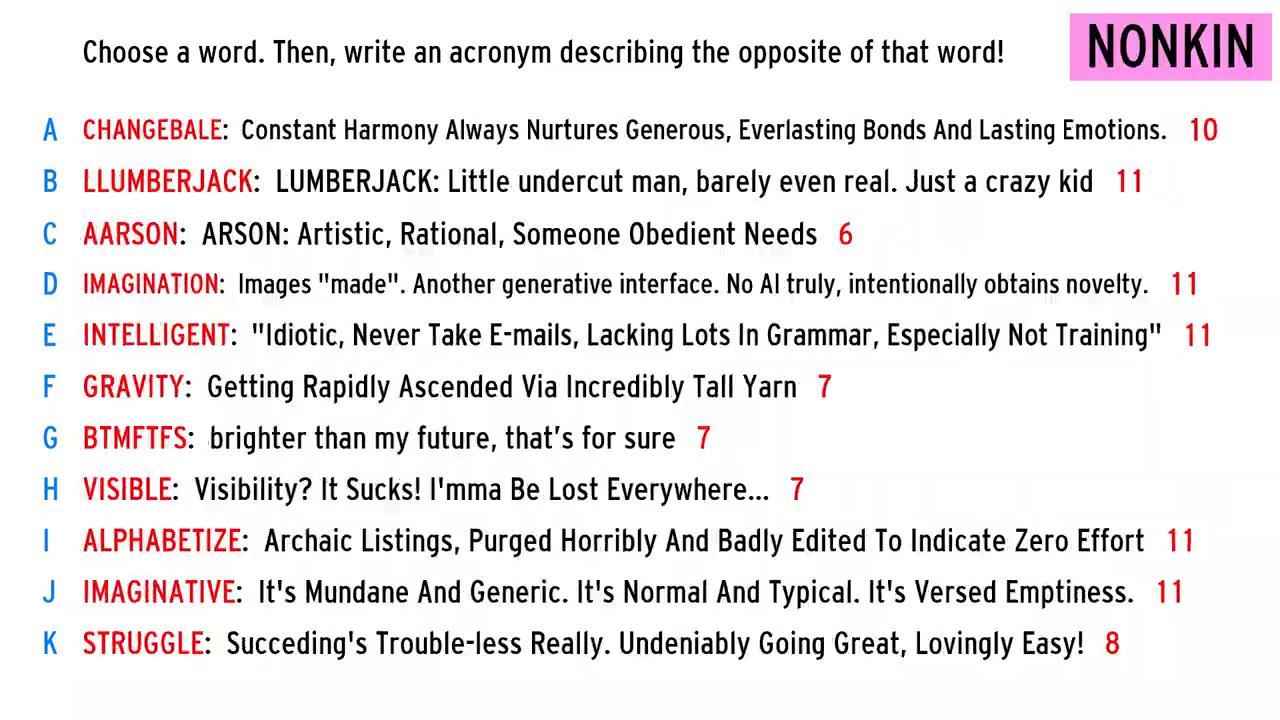 Choose a word. Then, write an acronym describing the opposite of that word!
NONKIN
A CHANGEBALE: Constant Harmony Always Nurtures Generous, Everlasting Bonds And Lasting Emotions. 10
B LLUMBERJACK: LUMBERJACK: Little undercut man, barely even real. Just a crazy kid 11
C AARSON: ARSON: Artistic, Rational, Someone Obedient Needs 6
D IMAGINATION: Images "made". Another generative interface. No AI truly, intentionally obtains novelty. 11
E INTELLIGENT: "Idiotic, Never Take E-mails, Lacking Lots In Grammar, Especially Not Training" 11
F GRAVITY: Getting Rapidly Ascended Via Incredibly Tall Yarn 7
G BTMFTFS: brighter than my future, that's for sure 7
H VISIBLE: Visibility? It Sucks! I'mma Be Lost Everywhere... 7
I ALPHABETIZE: Archaic Listings, Purged Horribly And Badly Edited To Indicate Zero Effort 11
J IMAGINATIVE: It's Mundane And Generic. It's Normal And Typical. It's Versed Emptiness. 11
K STRUGGLE: Succeding's Trouble-less Really. Undeniably Going Great, Lovingly Easy! 8